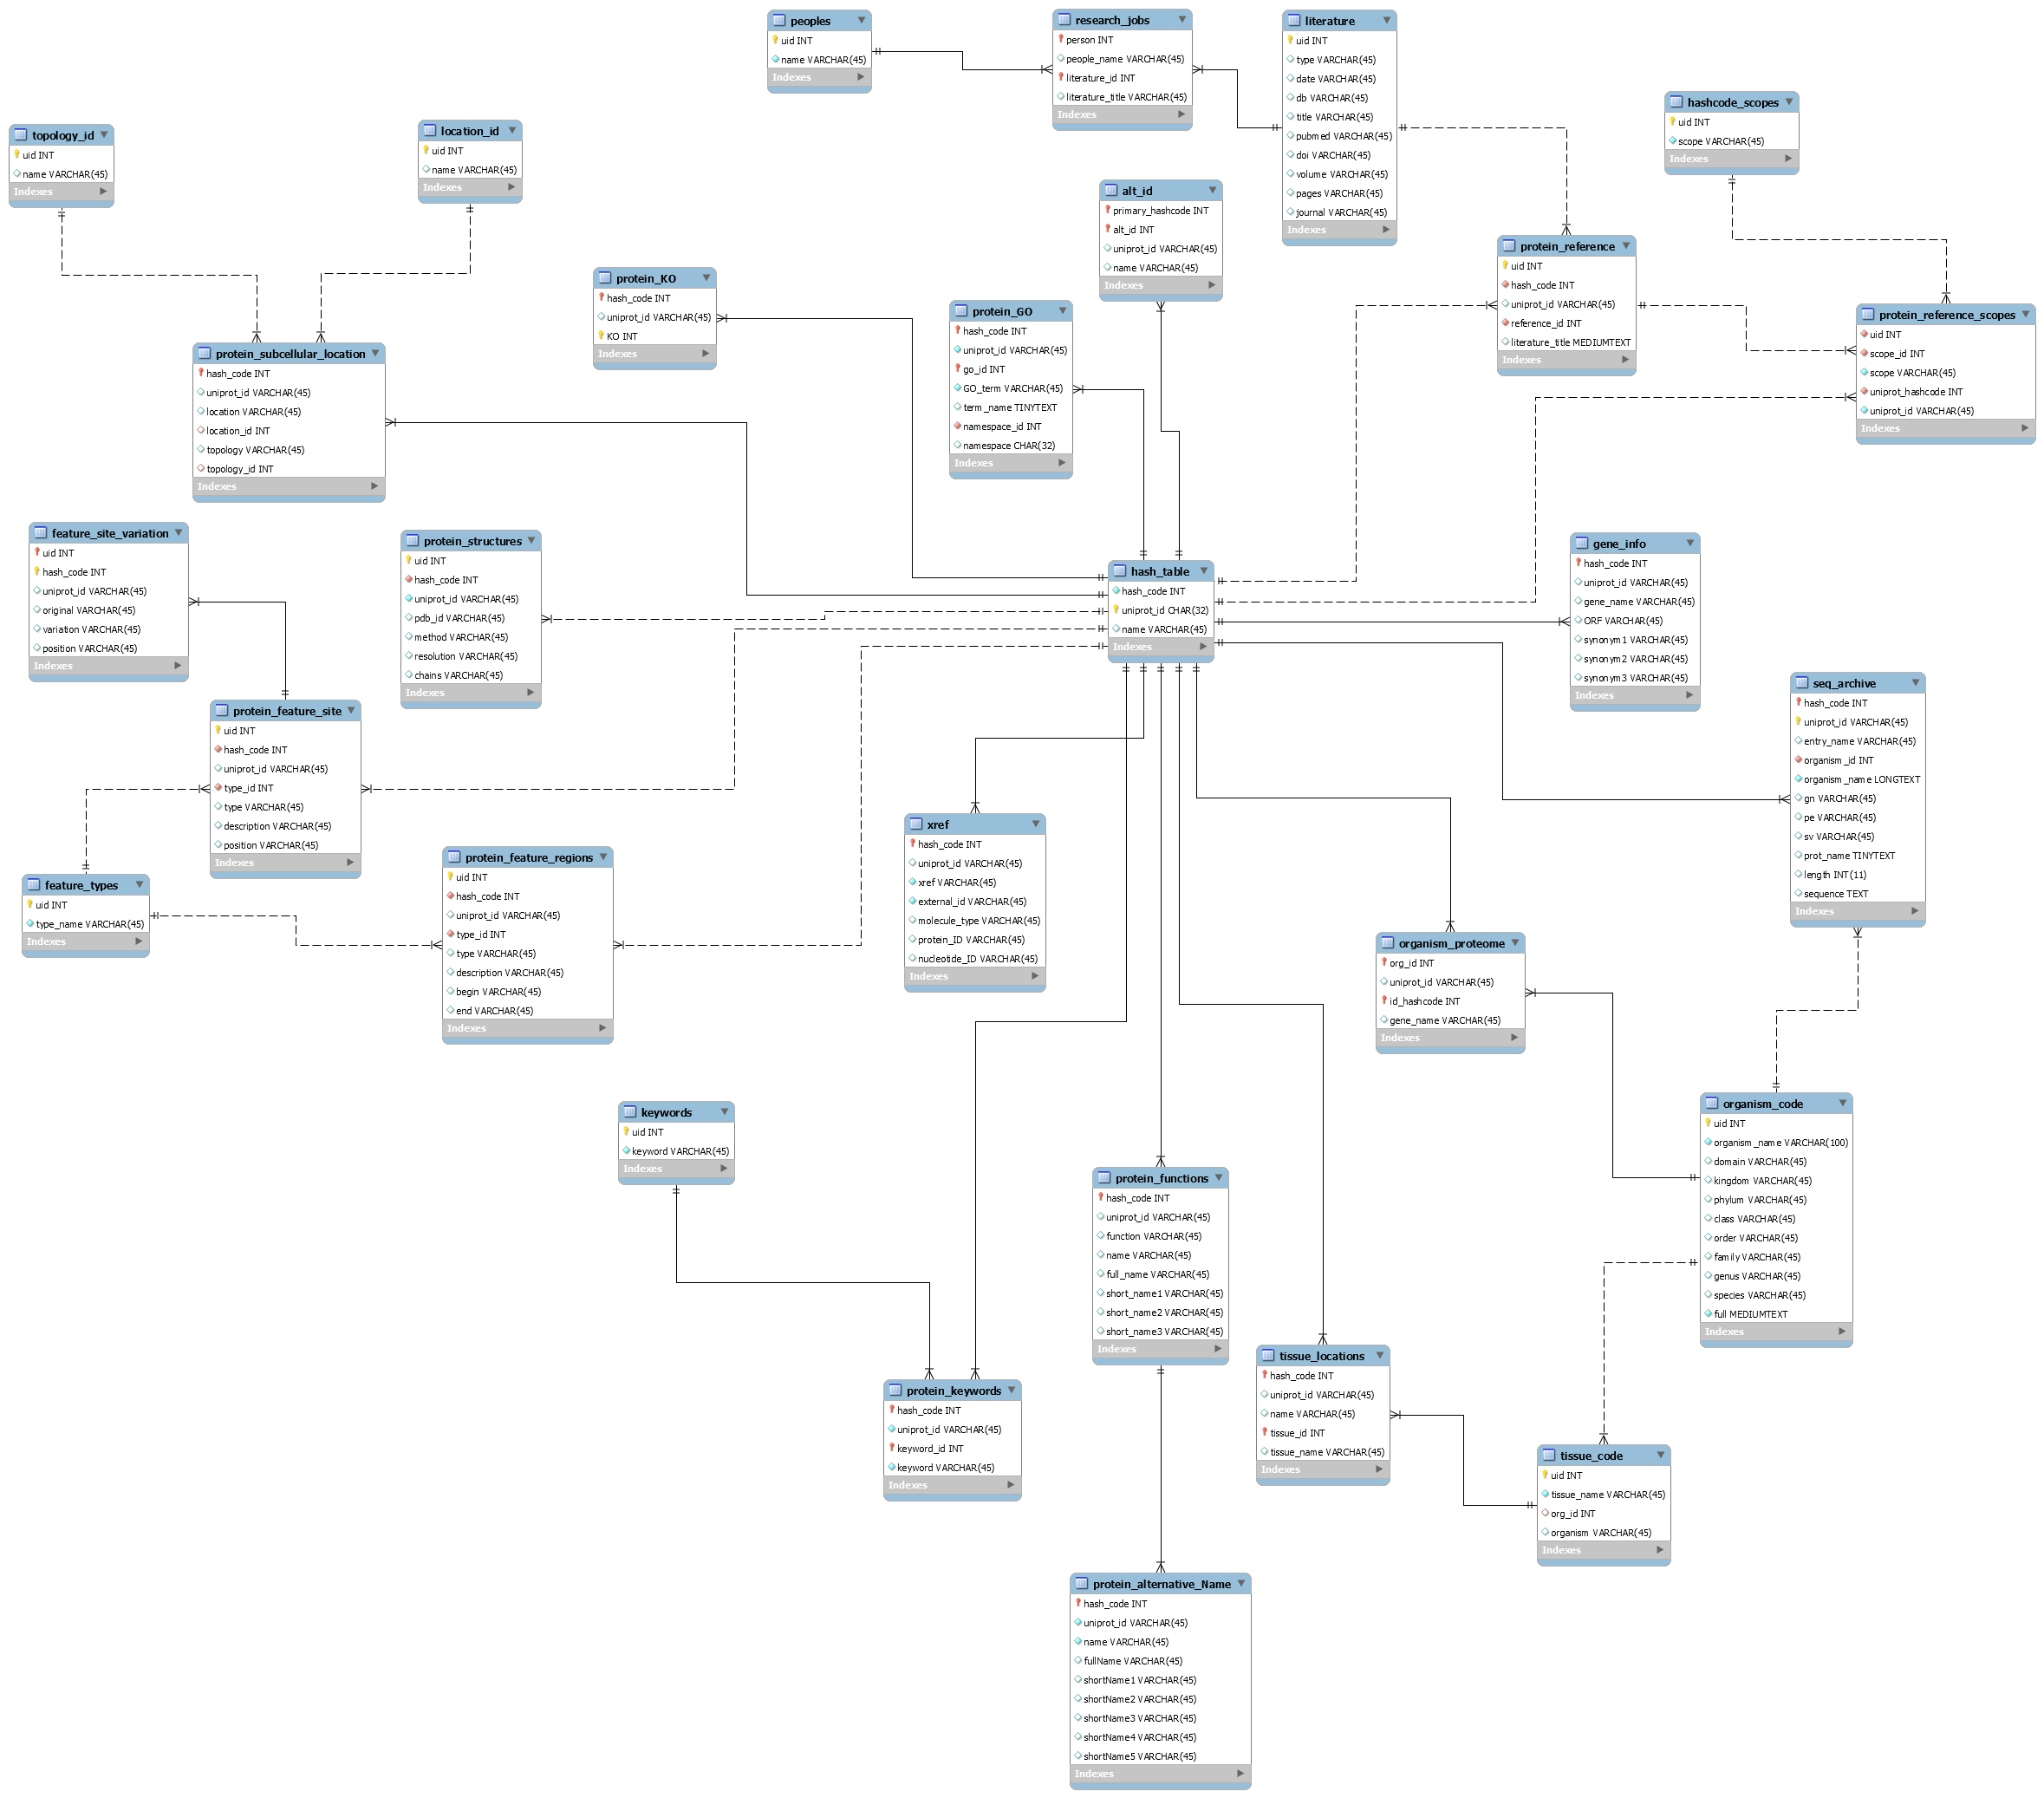 peoples
uid INT
name VARCHAR(45)
Indexes
research_jobs
person INT
people_name VARCHAR(45)
literature_id INT
literature_title VARCHAR(45)
Indexes
literature
uid INT
type VARCHAR(45)
date VARCHAR(45)
db VARCHAR(45)
title VARCHAR(45)
pubmed VARCHAR(45)
doi VARCHAR(45)
volume VARCHAR(45)
pages VARCHAR(45)
journal VARCHAR(45)
Indexes
hashcode_scopes
uid INT
scope VARCHAR(45)
Indexes
topology_id
uid INT
name VARCHAR(45)
Indexes
location_id
uid INT
name VARCHAR(45)
Indexes
alt_id
primary_hashcode INT
alt_id INT
uniprot_id VARCHAR(45)
name VARCHAR(45)
Indexes
protein_reference
uid INT
hash_code INT
uniprot_id VARCHAR(45)
reference_id INT
literature_title MEDIUMTEXT
Indexes
protein_KO
hash_code INT
uniprot_id VARCHAR(45)
KO INT
Indexes
protein_GO
hash_code INT
uniprot_id VARCHAR(45)
go_id INT
GO_term VARCHAR(45)
term_name TINYTEXT
namespace_id INT
namespace CHAR(32)
Indexes
protein_reference_scopes
uid INT
scope_id INT
scope VARCHAR(45)
uniprot_hashcode INT
uniprot_id VARCHAR(45)
Indexes
protein_subcellular_location
hash_code INT
uniprot_id VARCHAR(45)
location VARCHAR(45)
location_id INT
topology VARCHAR(45)
topology_id INT
Indexes
feature_site_variation
uid INT
hash_code INT
uniprot_id VARCHAR(45)
original VARCHAR(45)
variation VARCHAR(45)
position VARCHAR(45)
Indexes
protein_structures
uid INT
hash_code INT
uniprot_id VARCHAR(45)
pdb_id VARCHAR(45)
method VARCHAR(45)
resolution VARCHAR(45)
chains VARCHAR(45)
Indexes
hash_table
hash_code INT
uniprot_id CHAR(32)
name VARCHAR(45)
Indexes
gene_info
hash_code INT
uniprot_id VARCHAR(45)
gene_name VARCHAR(45)
ORF VARCHAR(45)
synonym1 VARCHAR(45)
synonym2 VARCHAR(45)
synonym3 VARCHAR(45)
Indexes
seq_archive
hash_code INT
uniprot_id VARCHAR(45)
entry_name VARCHAR(45)
organism_id INT
organism_name LONGTEXT
gn VARCHAR(45)
pe VARCHAR(45)
sv VARCHAR(45)
prot_name TINYTEXT
length INT(11)
sequence TEXT
Indexes
protein_feature_site
uid INT
hash_code INT
uniprot_id VARCHAR(45)
type_id INT
type VARCHAR(45)
description VARCHAR(45)
position VARCHAR(45)
Indexes
feature_types
uid INT
type_name VARCHAR(45)
Indexes
protein_feature_regions
uid INT
hash_code INT
uniprot_id VARCHAR(45)
type_id INT
type VARCHAR(45)
description VARCHAR(45)
begin VARCHAR(45)
end VARCHAR(45)
Indexes
xref
hash_code INT
uniprot_id VARCHAR(45)
xref VARCHAR(45)
external_id VARCHAR(45)
molecule_type VARCHAR(45)
protein_ID VARCHAR(45)
nucleotide_ID VARCHAR(45)
Indexes
organism_proteome
org_id INT
uniprot_id VARCHAR(45)
id_hashcode INT
gene_name VARCHAR(45)
Indexes
keywords
uid INT
keyword VARCHAR(45)
Indexes
organism_code
uid INT
organism_name VARCHAR(100)
domain VARCHAR(45)
kingdom VARCHAR(45)
phylum VARCHAR(45)
class VARCHAR(45)
order VARCHAR(45)
family VARCHAR(45)
genus VARCHAR(45)
species VARCHAR(45)
full MEDIUMTEXT
Indexes
protein_functions
hash_code INT
uniprot_id VARCHAR(45)
function VARCHAR(45)
name VARCHAR(45)
full_name VARCHAR(45)
short_name1 VARCHAR(45)
short_name2 VARCHAR(45)
short_name3 VARCHAR(45)
Indexes
tissue_locations
hash_code INT
uniprot_id VARCHAR(45)
name VARCHAR(45)
tissue_id INT
tissue_name VARCHAR(45)
Indexes
protein_keywords
hash_code INT
uniprot_id VARCHAR(45)
keyword_id INT
keyword VARCHAR(45)
Indexes
tissue_code
uid INT
tissue_name VARCHAR(45)
org_id INT
organism VARCHAR(45)
Indexes
protein_alternative_Name
hash_code INT
uniprot_id VARCHAR(45)
name VARCHAR(45)
fullName VARCHAR(45)
shortName1 VARCHAR(45)
shortName2 VARCHAR(45)
shortName3 VARCHAR(45)
shortName4 VARCHAR(45)
shortName5 VARCHAR(45)
Indexes